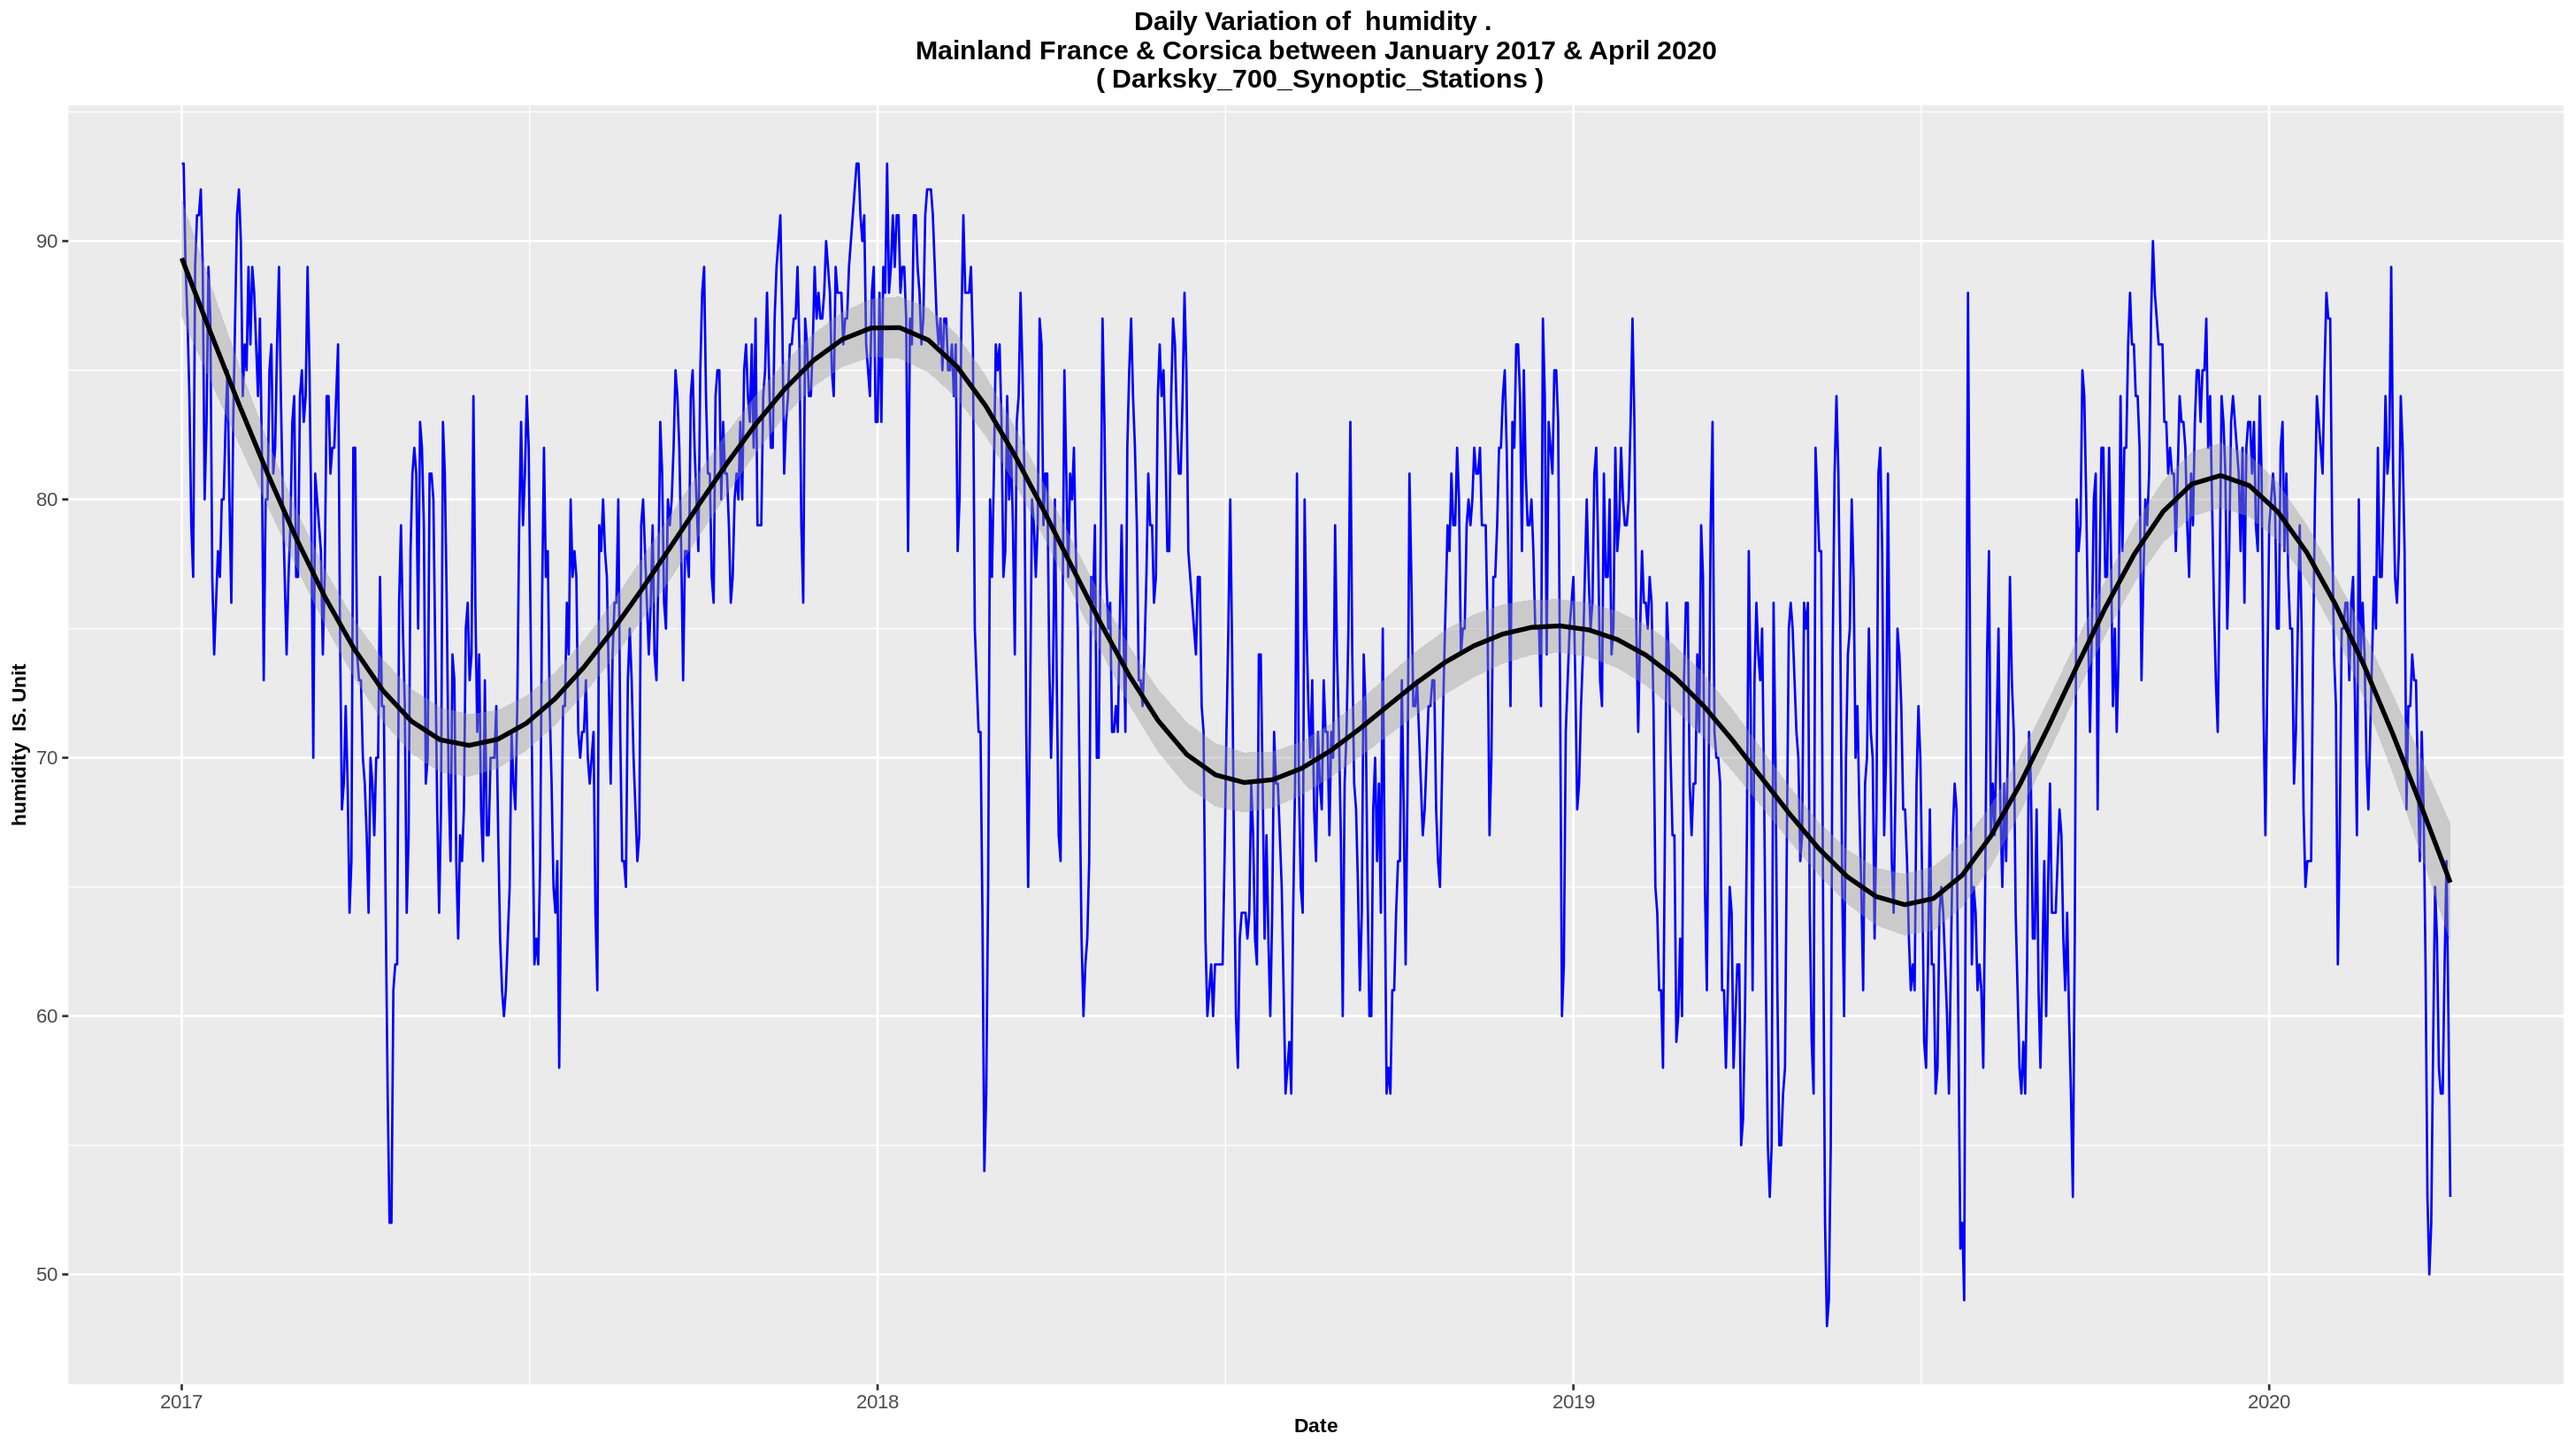 Daily Variation of  humidity .
Mainland France & Corsica between January 2017 & April 2020
( Darksky_700_Synoptic_Stations )
humidity  IS. Unit
90
80
70
60
50
2017
2018
2019
2020
Date